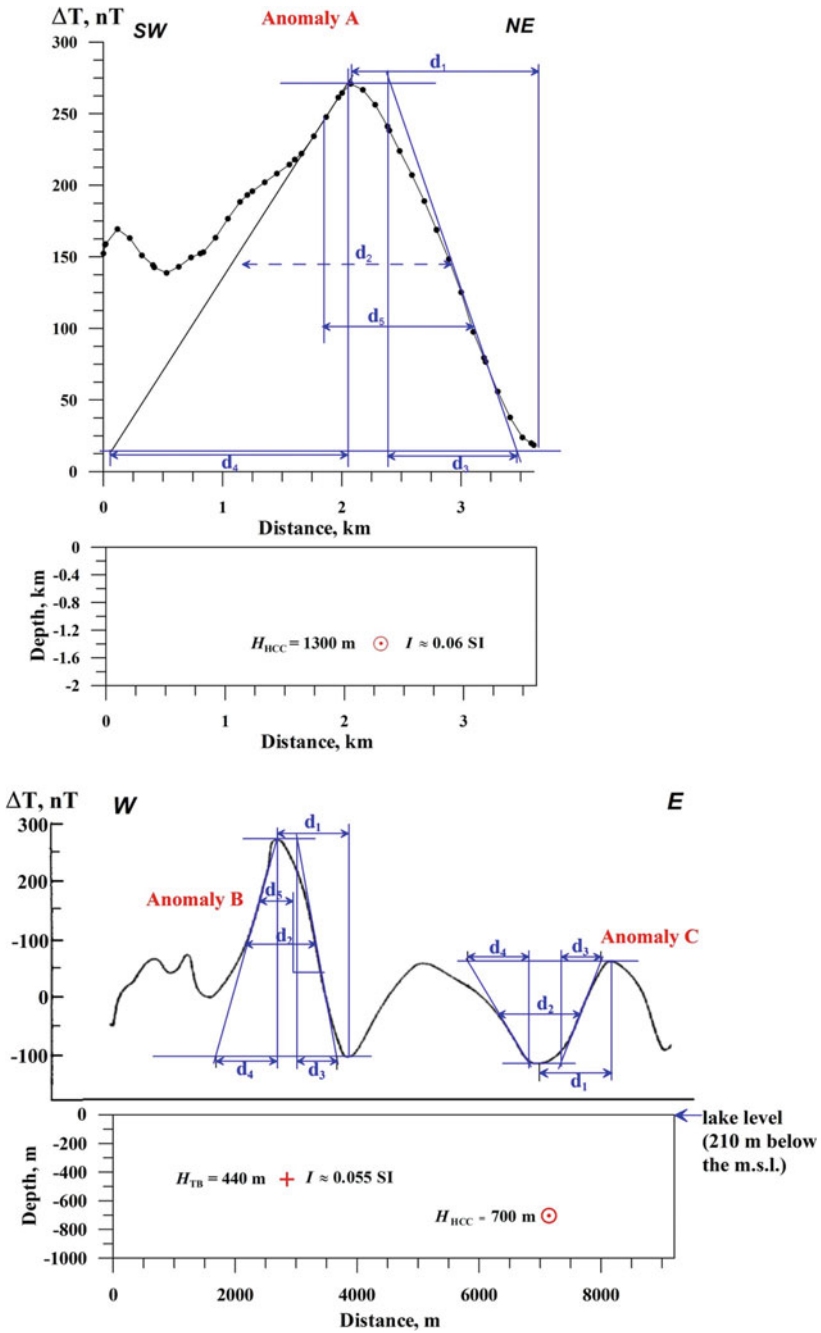 ΔT, nT
SW
Anomaly A
NE
300
250
200
150
100
50
0
d₁
d₂
d₅
d₄
d₃
0 1 2 3
Distance, km
Depth, km
0
-0.4
-0.8
-1.2
-1.6
-2
H_HCC = 1300 m
I ≈ 0.06 SI
0 1 2 3
Distance, km
ΔT, nT
W
E
300
200
-100
0
-100
d₁
Anomaly B
d₅
d₂
d₄
d₃
d₄
d₃
Anomaly C
d₂
d₁
lake level
(210 m below
the m.s.l.)
Depth, m
0
-200
-400
-600
-800
-1000
H_TB = 440 m
I ≈ 0.055 SI
H_HCC = 700 m
0 2000 4000 6000 8000
Distance, m